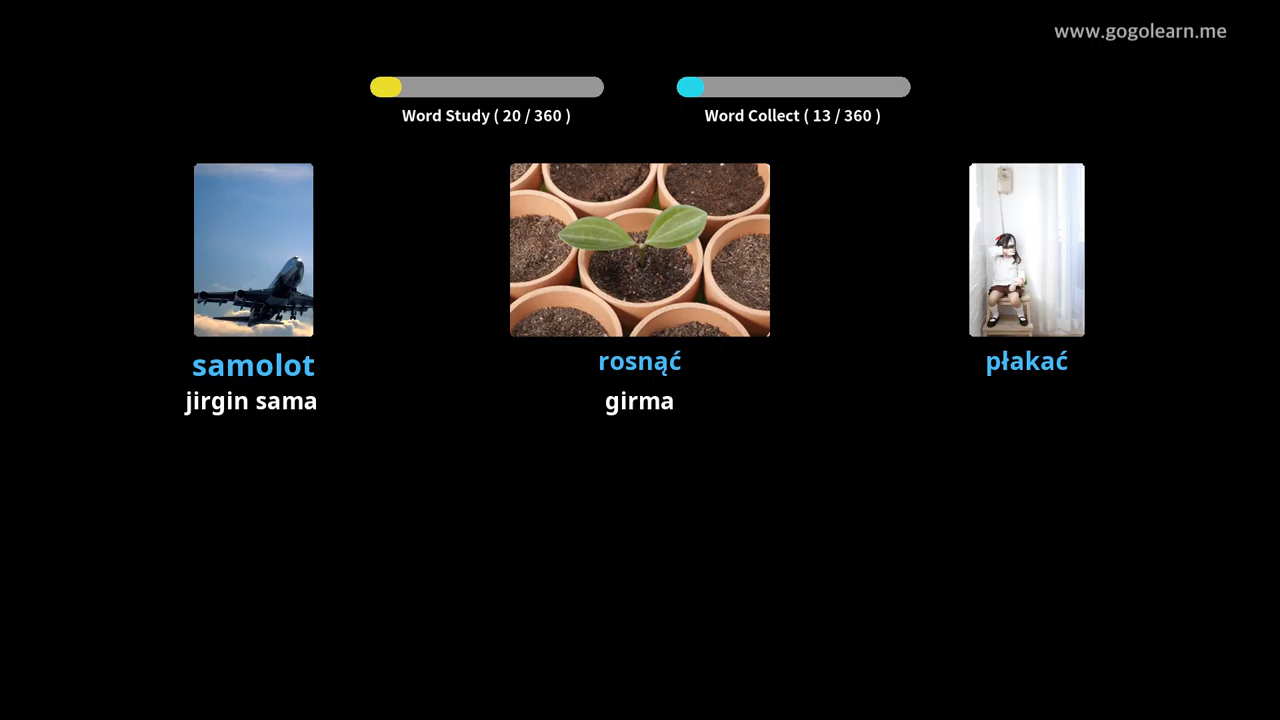 www.gogolearn.me
Word Study ( 20 / 360 )
Word Collect ( 13 / 360 )
samolot
rosnąć
płakać
jirgin sama
girma